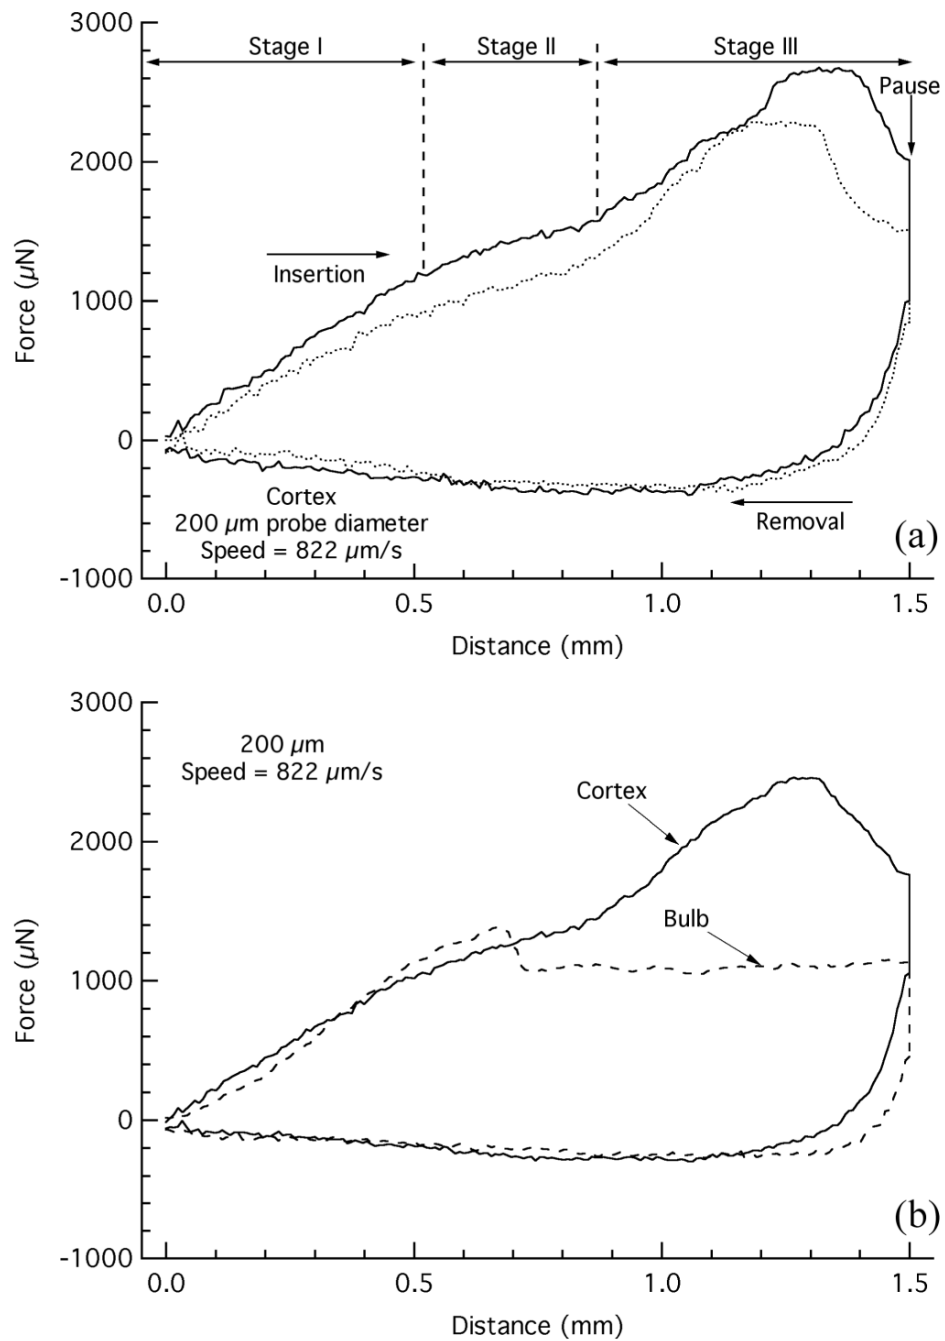 3000
Stage I
Stage II
Stage III
Pause
2000
Insertion
1000
Force (µN)
0
Cortex
200 µm probe diameter
Speed = 822 µm/s
Removal
(a)
-1000
0.0
0.5
1.0
1.5
Distance (mm)
3000
200 µm
Speed = 822 µm/s
Cortex
2000
Bulb
1000
Force (µN)
0
(b)
-1000
0.0
0.5
1.0
1.5
Distance (mm)